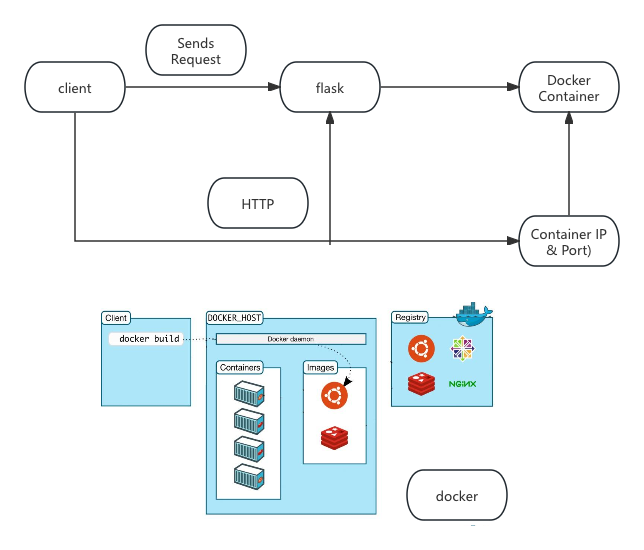 Sends
Request
client
flask
Docker
Container
HTTP
Container IP
& Port)
Client
docker build
DOCKER_HOST
Docker daemon
Containers
Images
Registry
NGINX
docker